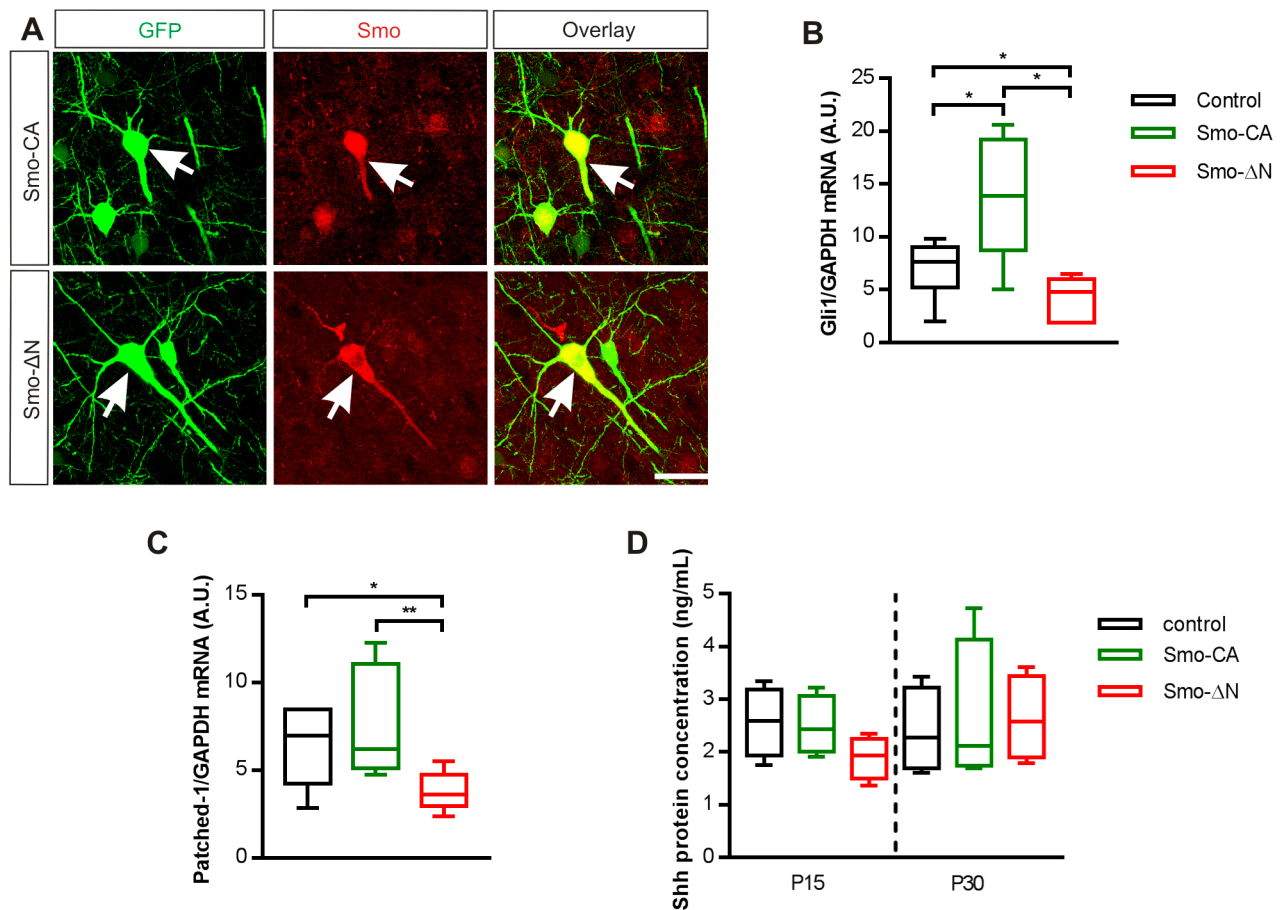 A
GFP
Smo
Overlay
Smo-CA
Smo-ΔN
B
Gli1/GAPDH mRNA (A.U.)
25
20
15
10
5
0
*
*
*
Control
Smo-CA
Smo-ΔN
C
Patched-1/GAPDH mRNA (A.U.)
15
10
5
0
*
**
D
Shh protein concentration (ng/mL)
5
4
3
2
1
0
P15
P30
control
Smo-CA
Smo-ΔN